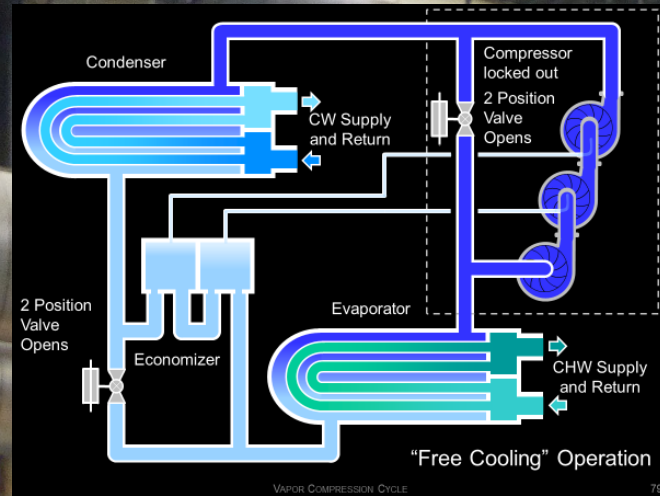 Condenser
Compressor
locked out
2 Position
Valve
Opens
CW Supply
and Return
2 Position
Valve
Opens
Economizer
Evaporator
CHW Supply
and Return
“Free Cooling” Operation
VAPOR COMPRESSION CYCLE
79